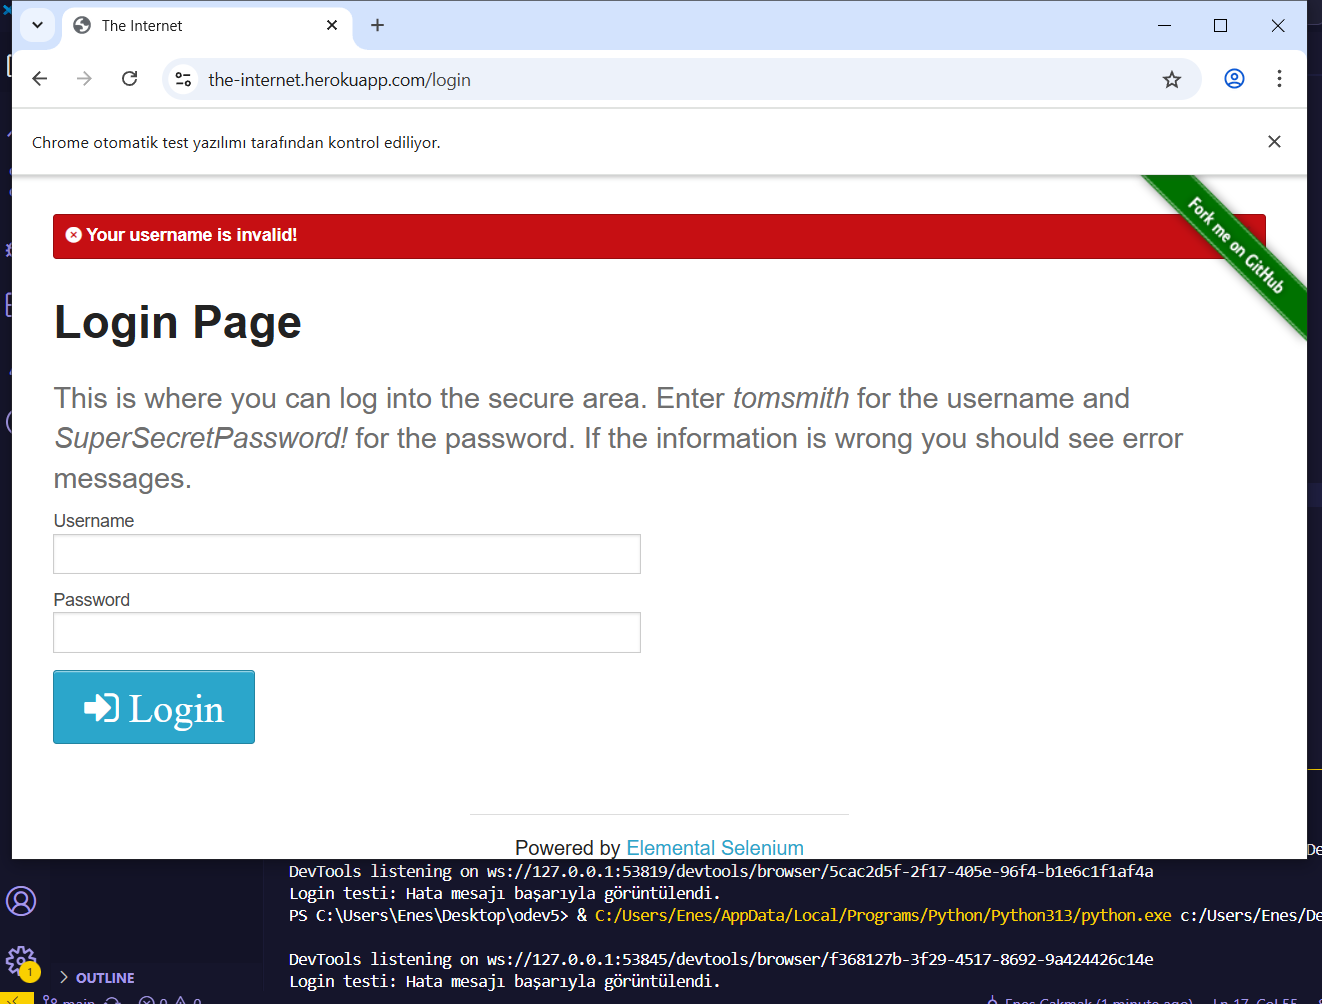 The Internet
the-internet.herokuapp.com/login
Chrome otomatik test yazılımı tarafından kontrol ediliyor.
Fork me on GitHub
Your username is invalid!
Login Page
This is where you can log into the secure area. Enter tomsmith for the username and
SuperSecretPassword! for the password. If the information is wrong you should see error
messages.
Username
Password
Login
Powered by Elemental Selenium
DevTools listening on ws://127.0.0.1:53819/devtools/browser/5cac2d5f-2f17-405e-96f4-b1e6c1f1af4a
Login testi: Hata mesajı başarıyla görüntülendi.
PS C:\Users\Enes\Desktop\odev5> & C:/Users/Enes/AppData/Local/Programs/Python/Python313/python.exe c:/Users/Enes/De
DevTools listening on ws://127.0.0.1:53845/devtools/browser/f368127b-3f29-4517-8692-9a424426c14e
Login testi: Hata mesajı başarıyla görüntülendi.
1
OUTLINE
main 0 0 Enes Çakmak (1 minute ago) Ln 17, Col 55